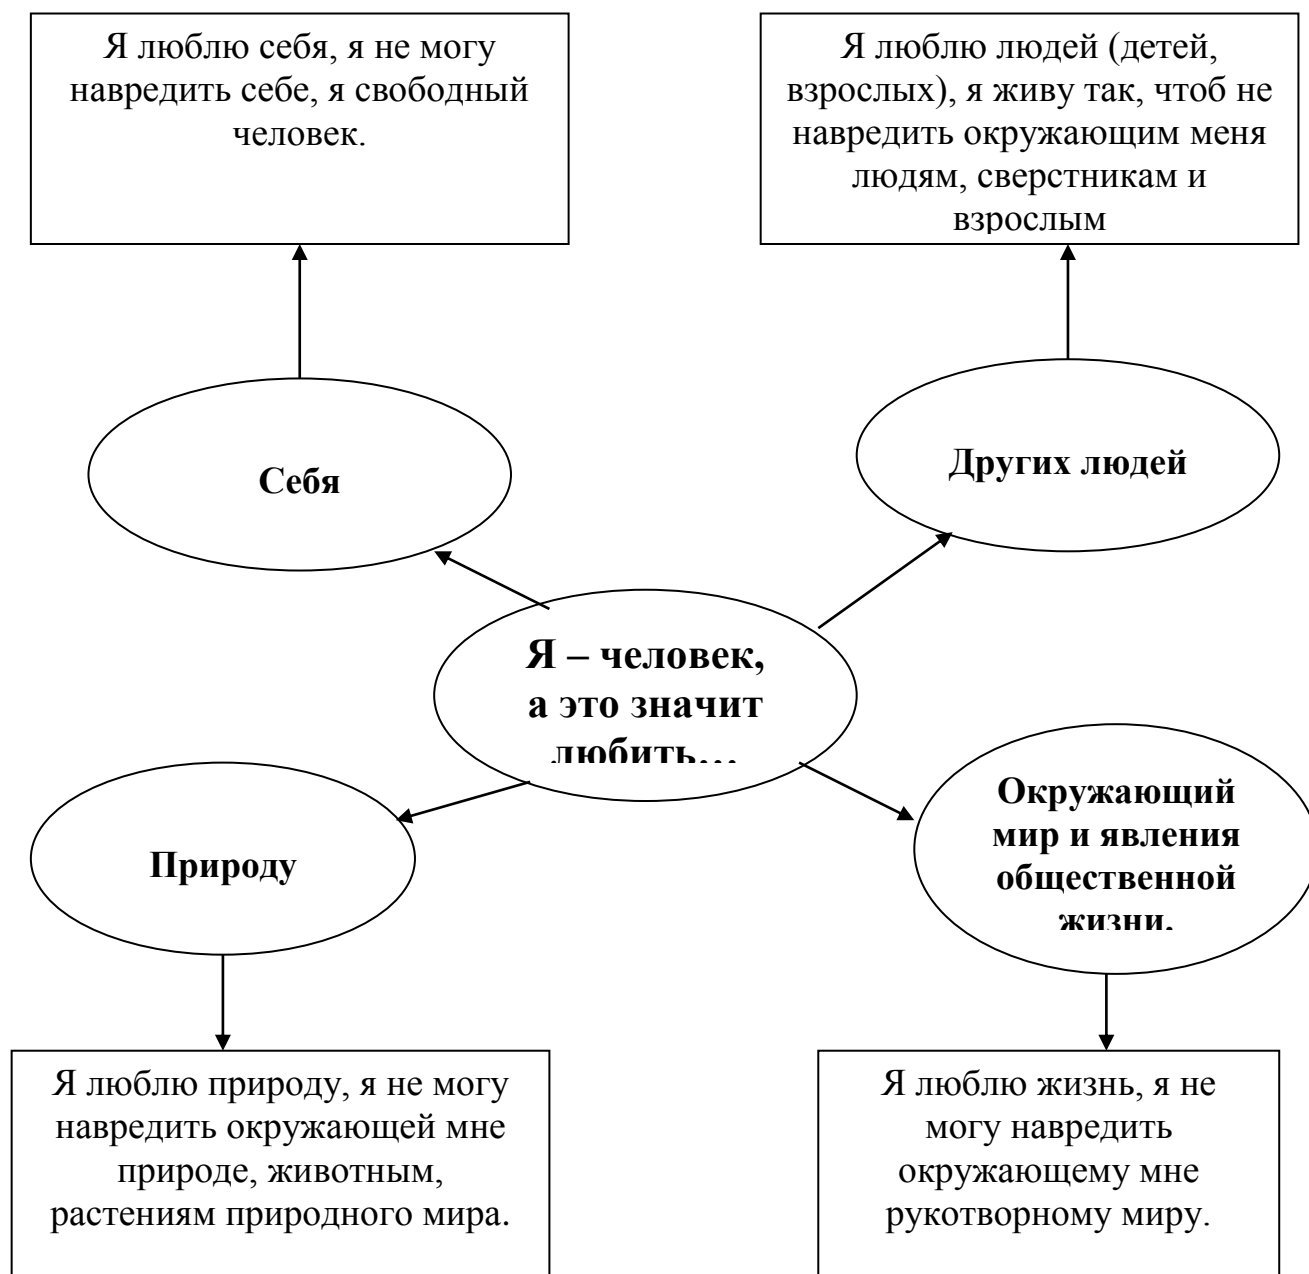 Я люблю себя, я не могу
навредить себе, я свободный
человек.
Я люблю людей (детей,
взрослых), я живу так, чтоб не
навредить окружающим меня
людям, сверстникам и
взрослым
Себя
Других людей
Я – человек,
а это значит
любить…
Природу
Окружающий
мир и явления
общественной
жизни.
Я люблю природу, я не могу
навредить окружающей мне
природе, животным,
растениям природного мира.
Я люблю жизнь, я не
могу навредить
окружающему мне
рукотворному миру.